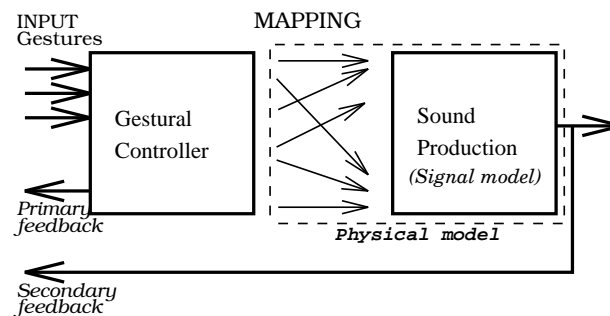 INPUT
Gestures
MAPPING
Gestural
Controller
Sound
Production
(Signal model)
Physical model
Primary
feedback
Secondary
feedback